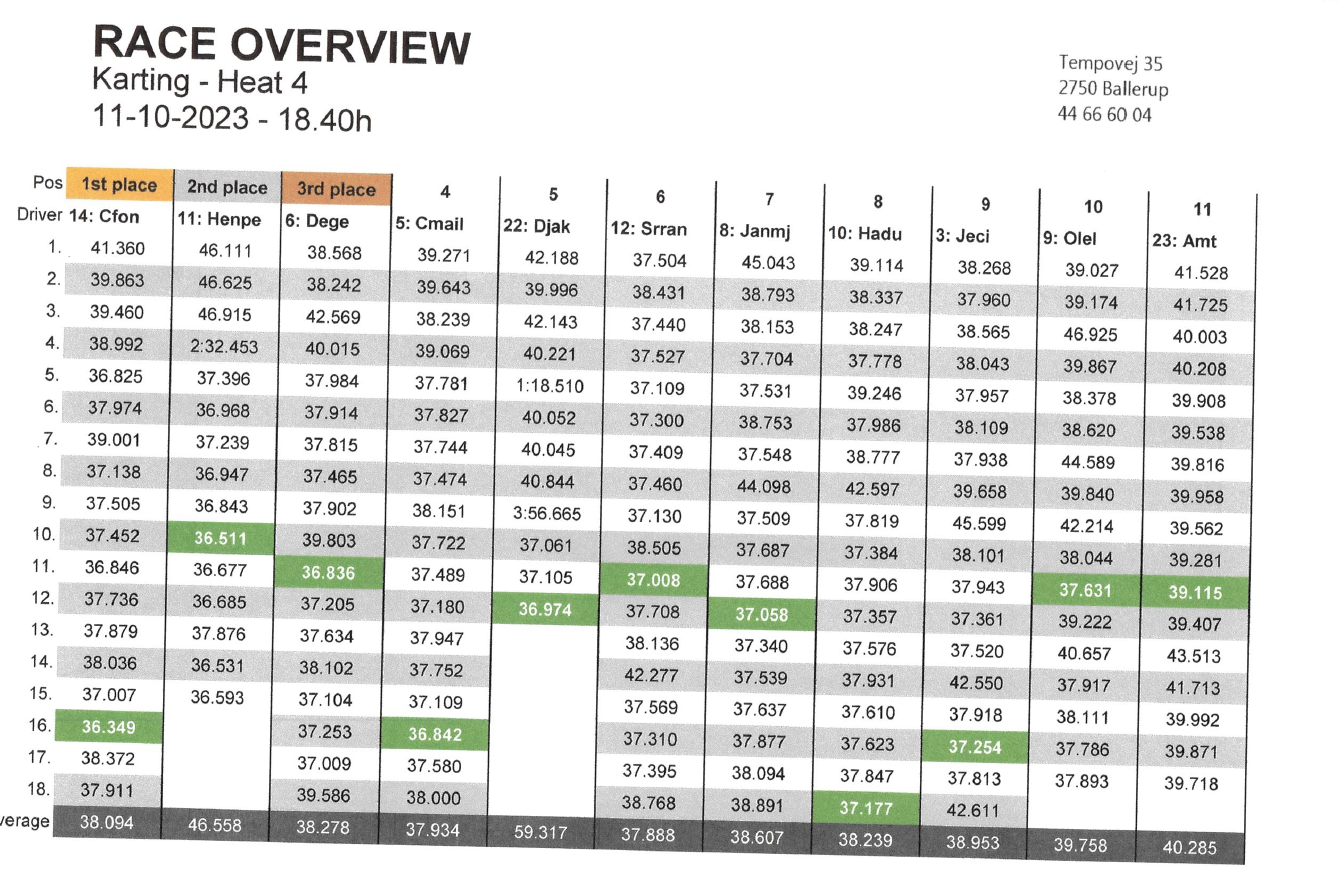 RACE OVERVIEW
Karting - Heat 4
11-10-2023 - 18.40h
Tempovej 35
2750 Ballerup
44 66 60 04
Pos 1st place 2nd place 3rd place 4 5 6 7 8 9 10 11
Driver 14: Cfon 11: Henpe 6: Dege 5: Cmail 22: Djak 12: Srran 8: Janmj 10: Hadu 3: Jeci 9: Olel 23: Amt
1. 41.360 46.111 38.568 39.271 42.188 37.504 45.043 39.114 38.268 39.027 41.528
2. 39.863 46.625 38.242 39.643 39.996 38.431 38.793 38.337 37.960 39.174 41.725
3. 39.460 46.915 42.569 38.239 42.143 37.440 38.153 38.247 38.565 46.925 40.003
4. 38.992 2:32.453 40.015 39.069 40.221 37.527 37.704 37.778 38.043 39.867 40.208
5. 36.825 37.396 37.984 37.781 1:18.510 37.109 37.531 39.246 37.957 38.378 39.908
6. 37.974 36.968 37.914 37.827 40.052 37.300 38.753 37.986 38.109 38.620 39.538
7. 39.001 37.239 37.815 37.744 40.045 37.409 37.548 38.777 37.938 44.589 39.816
8. 37.138 36.947 37.465 37.474 40.844 37.460 44.098 42.597 39.658 39.840 39.958
9. 37.505 36.843 37.902 38.151 3:56.665 37.130 37.509 37.819 45.599 42.214 39.562
10. 37.452 36.511 39.803 37.722 37.061 38.505 37.687 37.384 38.101 38.044 39.281
11. 36.846 36.677 36.836 37.489 37.105 37.008 37.688 37.906 37.943 37.631 39.115
12. 37.736 36.685 37.205 37.180 36.974 37.708 37.058 37.357 37.361 39.222 39.407
13. 37.879 37.876 37.634 37.947 38.136 37.340 37.576 37.520 40.657 43.513
14. 38.036 36.531 38.102 37.752 42.277 37.539 37.931 42.550 37.917 41.713
15. 37.007 36.593 37.104 37.109 37.569 37.637 37.610 37.918 38.111 39.992
16. 36.349 37.253 36.842 37.310 37.877 37.623 37.254 37.786 39.871
17. 38.372 37.009 37.580 37.395 38.094 37.847 37.813 37.893 39.718
18. 37.911 39.586 38.000 38.768 38.891 37.177 42.611
verage 38.094 46.558 38.278 37.934 59.317 37.888 38.607 38.239 38.953 39.758 40.285